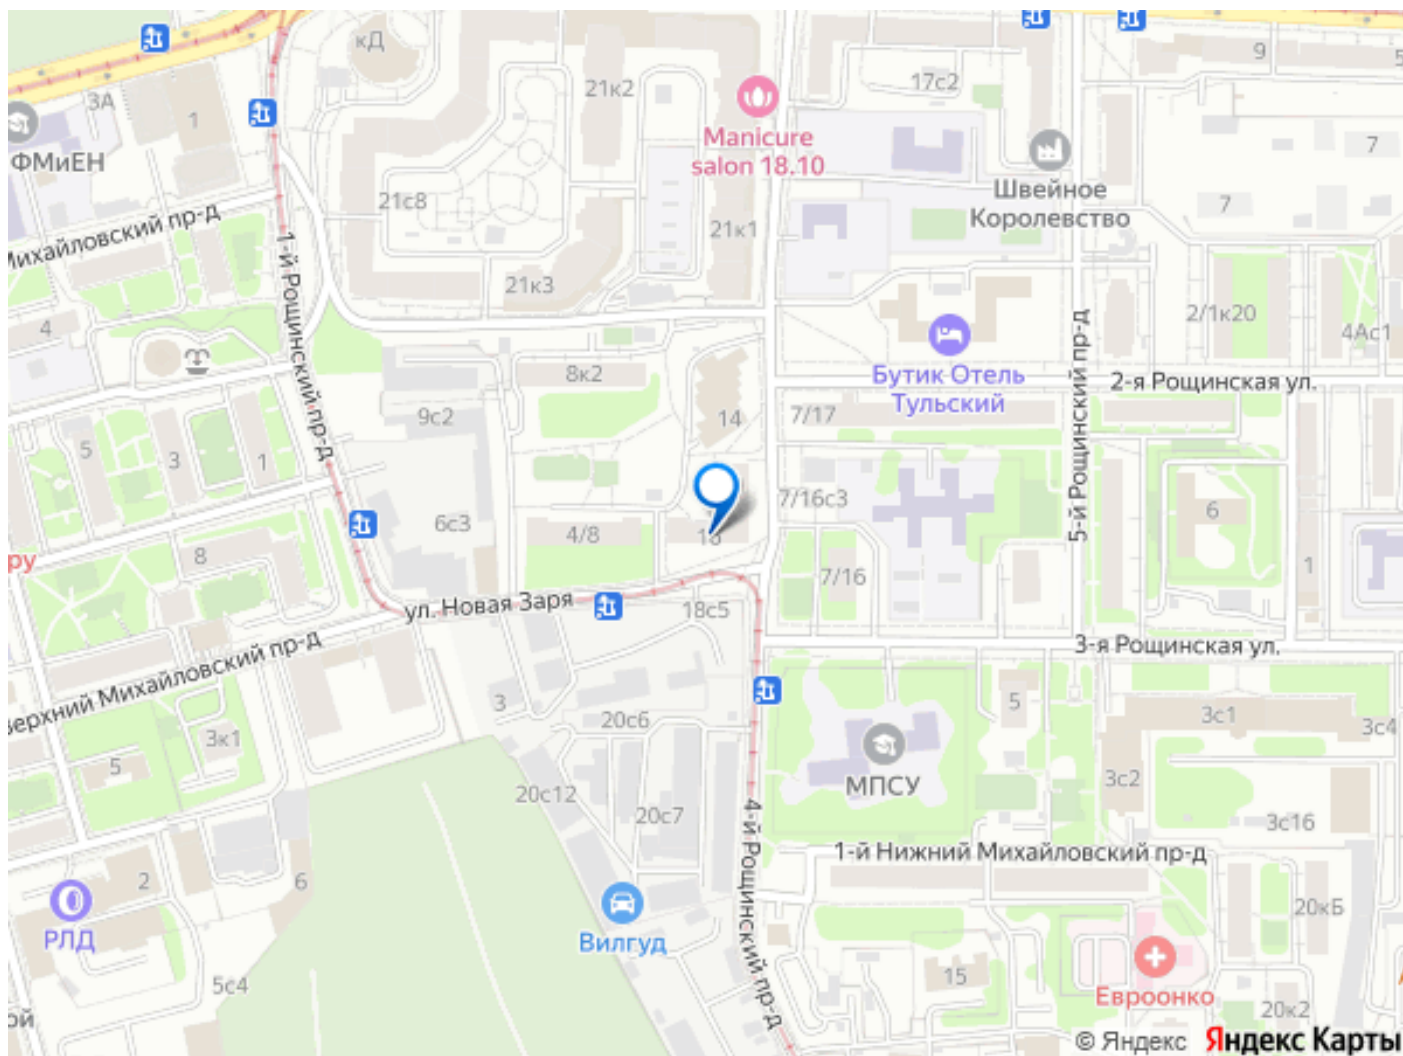 кД
9
5
3А
1
21к2
17с2
Manicure
salon 18.10
7
ФМиЕН
Швейное
Королевство
7
21с8
Михайловский пр-д
21к1
1-й Рощинский пр-д
21к3
4
2/1к20
4Ас1
5-й Рощинский пр-д
Бутик Отель
Тульский
2-я Рощинская ул.
8к2
9с2
14
7/17
5
3
1
7/16с3
6
6с3
4/8
8
ру
7/16
1
ул. Новая Заря
18с5
3-я Рощинская ул.
Верхний Михайловский пр-д
3
20с6
5
3с1
3с4
3к1
5
МПСУ
3с2
20с12
20с7
3с16
4-й Рощинский пр-д
1-й Нижний Михайловский пр-д
2
6
20кБ
РЛД
Вилгуд
15
5с4
Евроонко
20к2
ой
© Яндекс Яндекс Карты